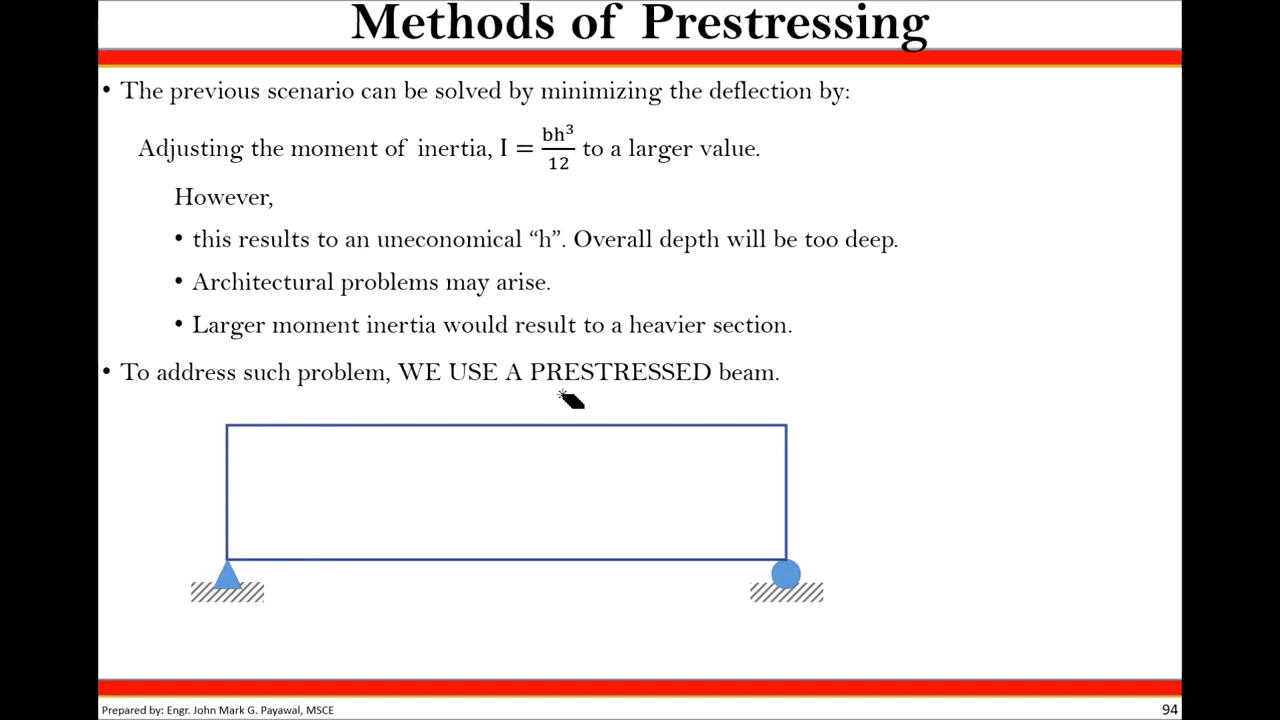 Methods of Prestressing
• The previous scenario can be solved by minimizing the deflection by:
Adjusting the moment of inertia, I = bh³/12 to a larger value.
However,
• this results to an uneconomical “h”. Overall depth will be too deep.
• Architectural problems may arise.
• Larger moment inertia would result to a heavier section.
• To address such problem, WE USE A PRESTRESSED beam.
Prepared by: Engr. John Mark G. Payawal, MSCE
94